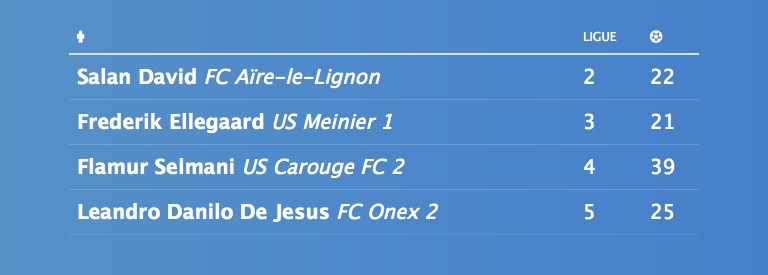 LIGUE
Salan David FC Aïre-le-Lignon 2 22
Frederik Ellegaard US Meinier 1 3 21
Flamur Selmani US Carouge FC 2 4 39
Leandro Danilo De Jesus FC Onex 2 5 25